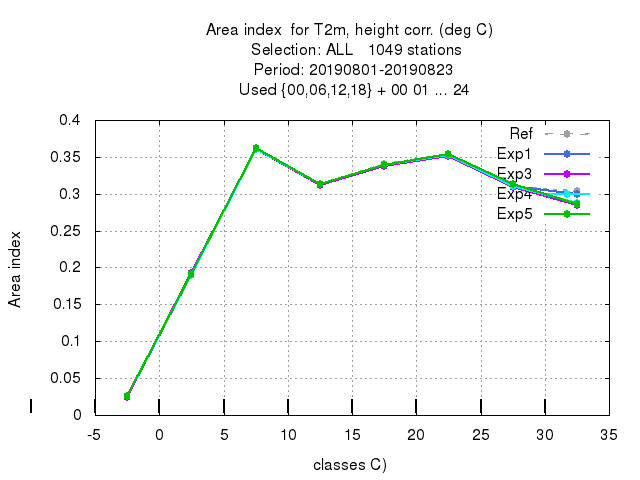 Area index  for T2m, height corr. (deg C)
Selection: ALL   1049 stations
Period: 20190801-20190823
Used {00,06,12,18} + 00 01 ... 24
Ref
Exp1
Exp3
Exp4
Exp5
0.4
0.35
0.3
0.25
0.2
0.15
0.1
0.05
0
Area index
-5 0 5 10 15 20 25 30 35
classes C)